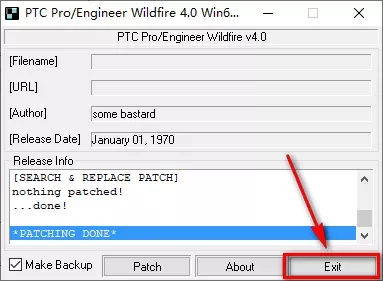 PTC Pro/Engineer Wildfire 4.0 Win6...
PTC Pro/Engineer Wildfire v4.0
[Filename]
[URL]
[Author] some bastard
[Release Date] January 01, 1970
Release Info
[SEARCH & REPLACE PATCH]
nothing patched!
...done!
*PATCHING DONE*
Make Backup Patch About Exit